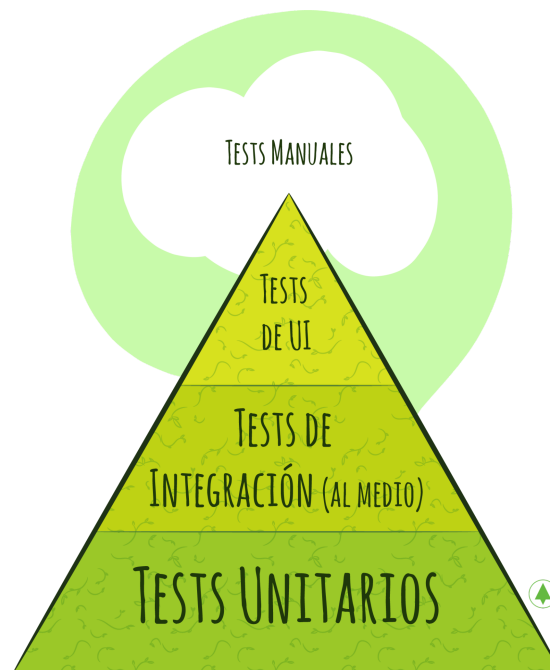 Tests Manuales
Tests
de UI
Tests de
Integración (al medio)
Tests Unitarios